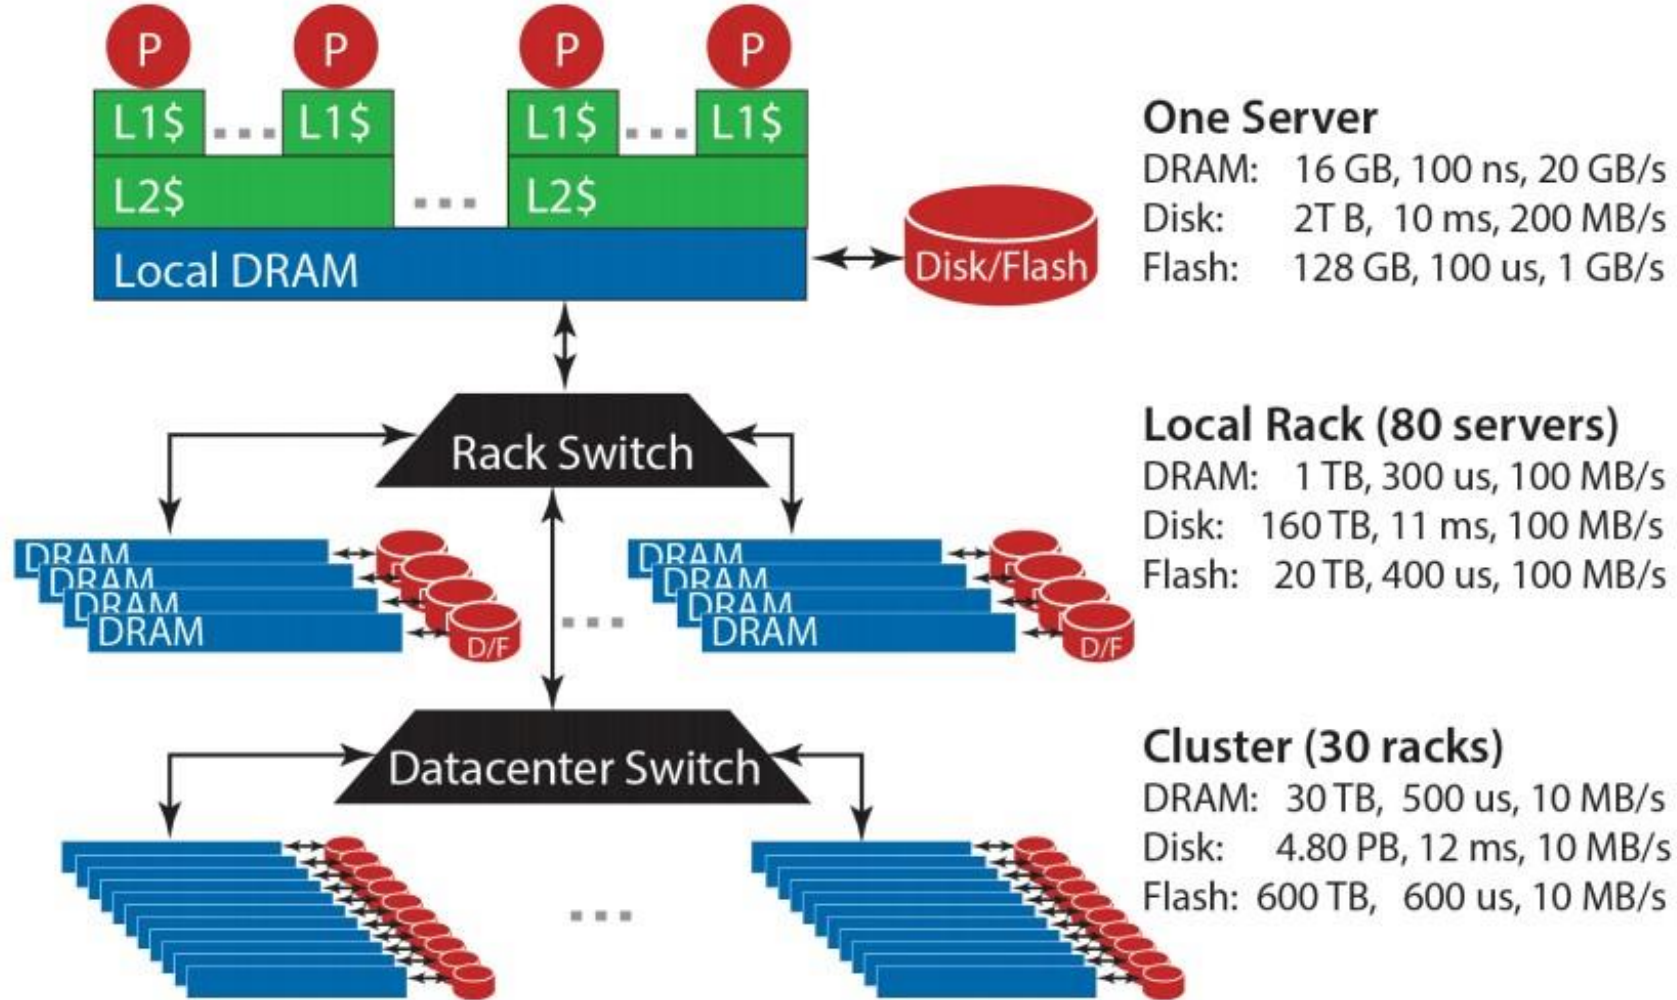 P P P P
L1$ L1$ L1$ L1$
L2$ L2$
Local DRAM
Disk/Flash
One Server
DRAM: 16 GB, 100 ns, 20 GB/s
Disk: 2T B, 10 ms, 200 MB/s
Flash: 128 GB, 100 us, 1 GB/s
Rack Switch
DRAM
DRAM
DRAM
DRAM
D/F
DRAM
DRAM
DRAM
DRAM
D/F
Local Rack (80 servers)
DRAM: 1 TB, 300 us, 100 MB/s
Disk: 160 TB, 11 ms, 100 MB/s
Flash: 20 TB, 400 us, 100 MB/s
Datacenter Switch
Cluster (30 racks)
DRAM: 30 TB, 500 us, 10 MB/s
Disk: 4.80 PB, 12 ms, 10 MB/s
Flash: 600 TB, 600 us, 10 MB/s